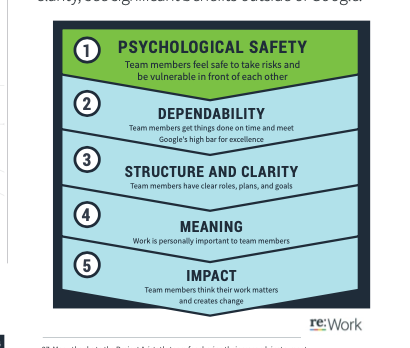 clarity, see significant benefits outside of Google.
1
PSYCHOLOGICAL SAFETY
Team members feel safe to take risks and
be vulnerable in front of each other
2
DEPENDABILITY
Team members get things done on time and meet
Google's high bar for excellence
3
STRUCTURE AND CLARITY
Team members have clear roles, plans, and goals
4
MEANING
Work is personally important to team members
5
IMPACT
Team members think their work matters
and creates change
re:Work